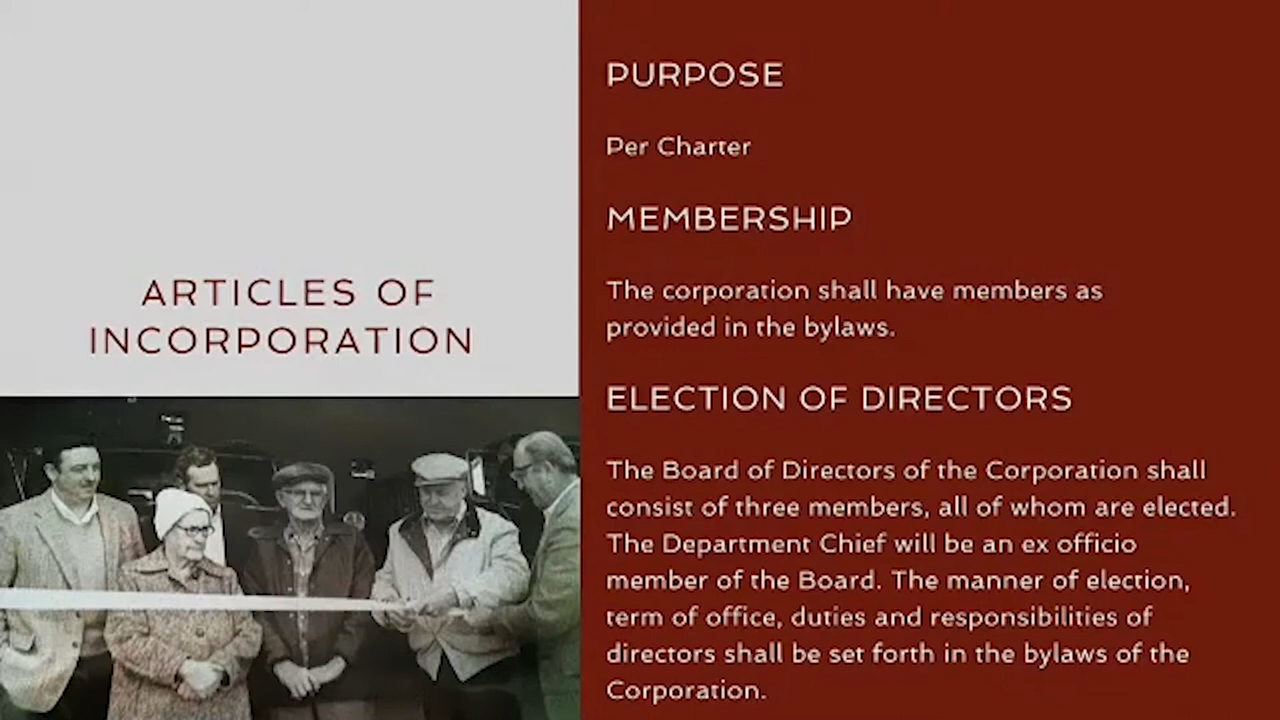 ARTICLES OF
INCORPORATION
PURPOSE
Per Charter
MEMBERSHIP
The corporation shall have members as
provided in the bylaws.
ELECTION OF DIRECTORS
The Board of Directors of the Corporation shall
consist of three members, all of whom are elected.
The Department Chief will be an ex officio
member of the Board. The manner of election,
term of office, duties and responsibilities of
directors shall be set forth in the bylaws of the
Corporation.